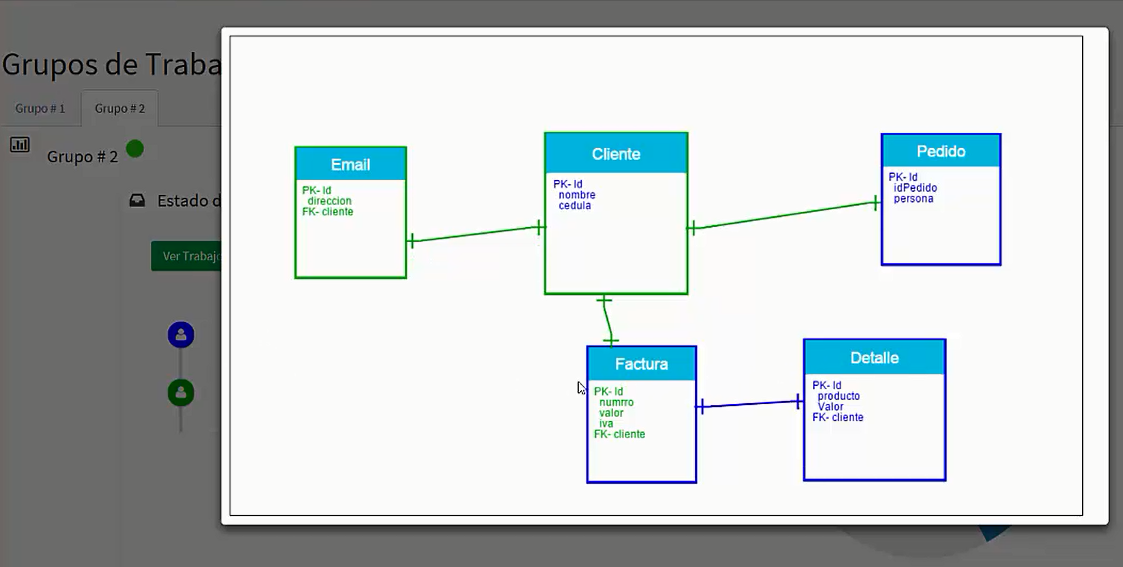 Grupos de Traba
Grupo # 1
Grupo # 2
Grupo # 2
Estado d
Ver Trabajo
Email
PK- Id
direccion
FK- cliente
Cliente
PK- Id
nombre
cedula
Pedido
PK- Id
idPedido
persona
Factura
PK- Id
numrro
valor
iva
FK- cliente
Detalle
PK- Id
producto
Valor
FK- cliente